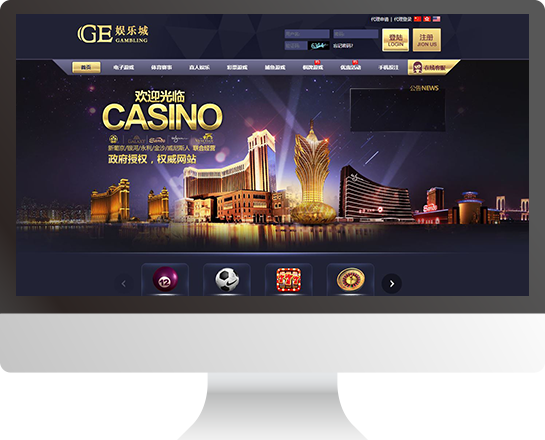 代理申请 | 代理登录
GE 娱乐城
GAMBLING
登陆
LOGIN
注册
JION US
忘记密码?
首页 电子游戏 体育赛事 真人娱乐 彩票游戏 捕鱼游戏 棋牌游戏 优惠活动 手机投注 在线客服
欢迎光临
CASINO
公告NEWS
GALAXY Sands
新葡京/银河/永利/金沙/威尼斯人 联合经营
政府授权，权威网站
12